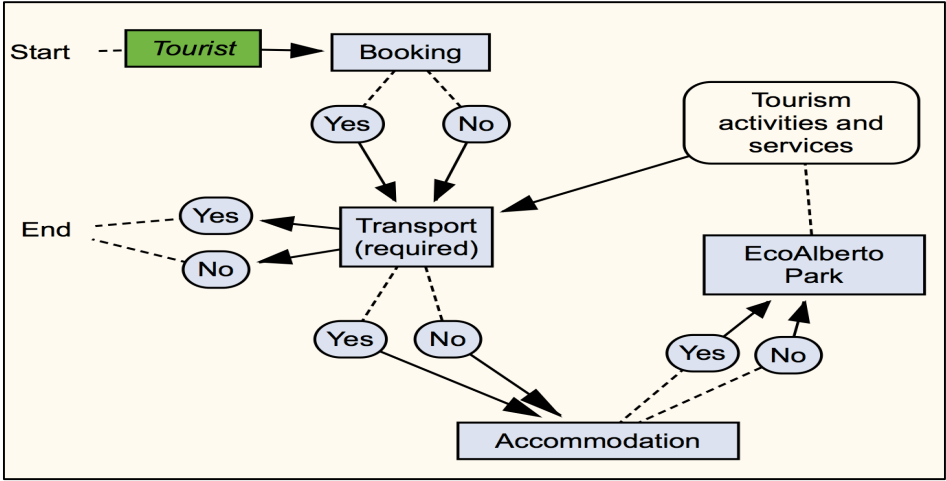 Start
Tourist
Booking
Yes
No
Tourism
activities and
services
End
Yes
No
Transport
(required)
EcoAlberto
Park
Yes
No
Yes
No
Accommodation